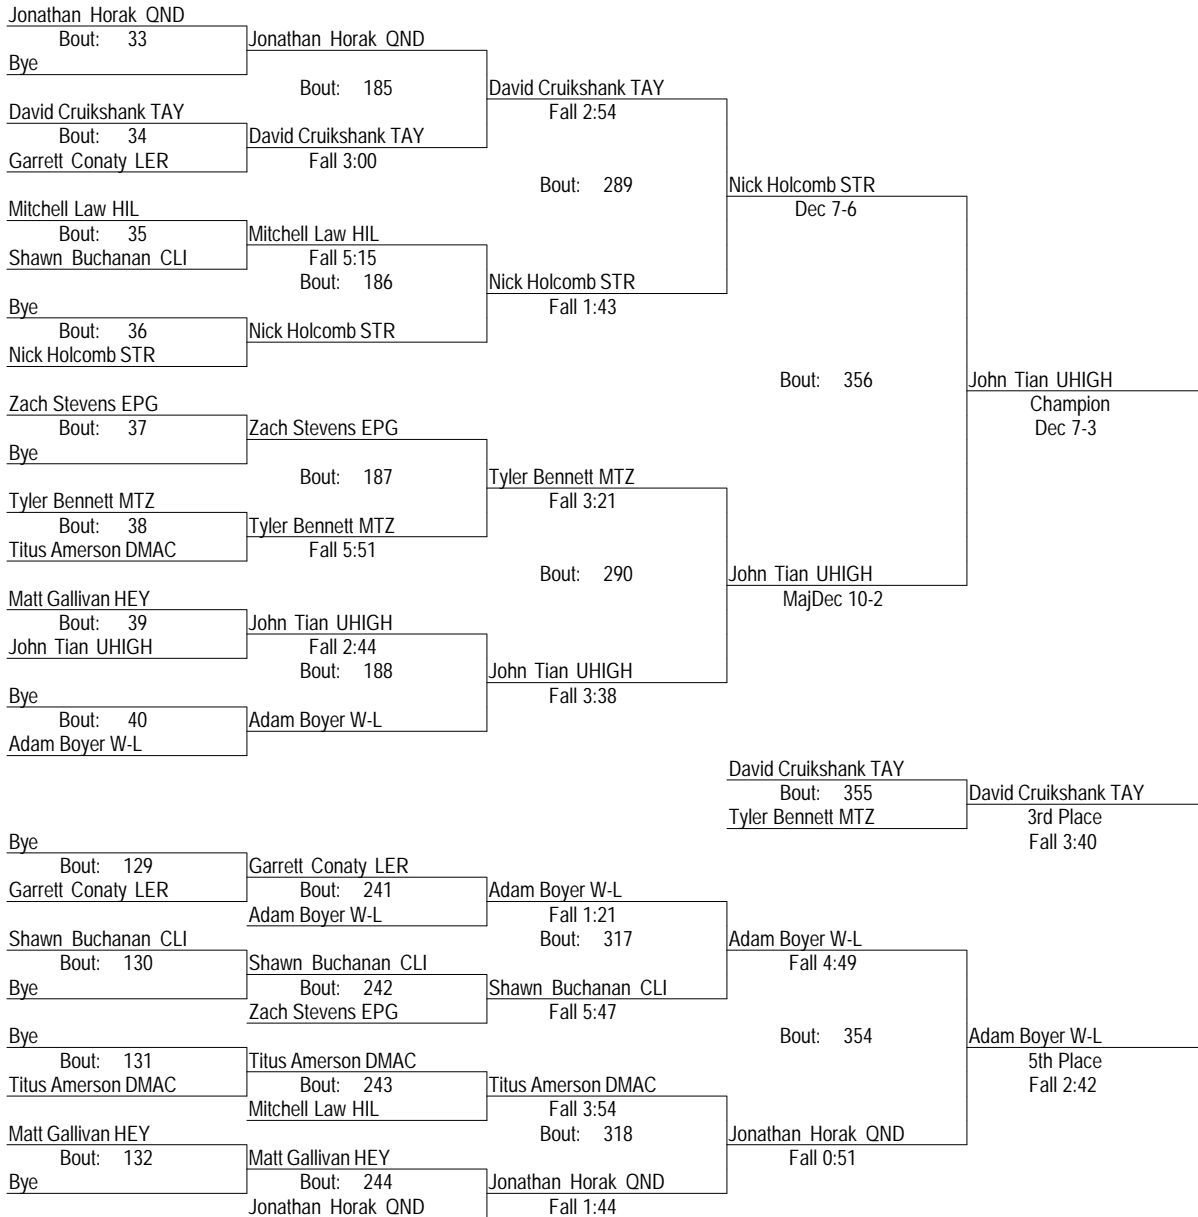 Jonathan Horak QND
Bout: 33
Jonathan Horak QND
Bye
Bout: 185
David Cruikshank TAY
Fall 2:54
David Cruikshank TAY
Bout: 34
David Cruikshank TAY
Garrett Conaty LER
Fall 3:00
Bout: 289
Nick Holcomb STR
Dec 7-6
Mitchell Law HIL
Bout: 35
Mitchell Law HIL
Shawn Buchanan CLI
Fall 5:15
Bout: 186
Nick Holcomb STR
Fall 1:43
Bye
Bout: 36
Nick Holcomb STR
Nick Holcomb STR
Bout: 356
John Tian UHIGH
Champion
Dec 7-3
Zach Stevens EPG
Bout: 37
Zach Stevens EPG
Bye
Bout: 187
Tyler Bennett MTZ
Fall 3:21
Tyler Bennett MTZ
Bout: 38
Tyler Bennett MTZ
Titus Amerson DMAC
Fall 5:51
Bout: 290
John Tian UHIGH
MajDec 10-2
Matt Gallivan HEY
Bout: 39
John Tian UHIGH
John Tian UHIGH
Fall 2:44
Bout: 188
John Tian UHIGH
Fall 3:38
Bye
Bout: 40
Adam Boyer W-L
Adam Boyer W-L
David Cruikshank TAY
Bout: 355
David Cruikshank TAY
Tyler Bennett MTZ
3rd Place
Fall 3:40
Bye
Bout: 129
Garrett Conaty LER
Garrett Conaty LER
Bout: 241
Adam Boyer W-L
Adam Boyer W-L
Fall 1:21
Bout: 317
Adam Boyer W-L
Fall 4:49
Shawn Buchanan CLI
Bout: 130
Shawn Buchanan CLI
Bye
Bout: 242
Shawn Buchanan CLI
Zach Stevens EPG
Fall 5:47
Bout: 354
Adam Boyer W-L
5th Place
Fall 2:42
Bye
Bout: 131
Titus Amerson DMAC
Titus Amerson DMAC
Bout: 243
Titus Amerson DMAC
Mitchell Law HIL
Fall 3:54
Bout: 318
Jonathan Horak QND
Fall 0:51
Matt Gallivan HEY
Bout: 132
Matt Gallivan HEY
Bye
Bout: 244
Jonathan Horak QND
Jonathan Horak QND
Fall 1:44